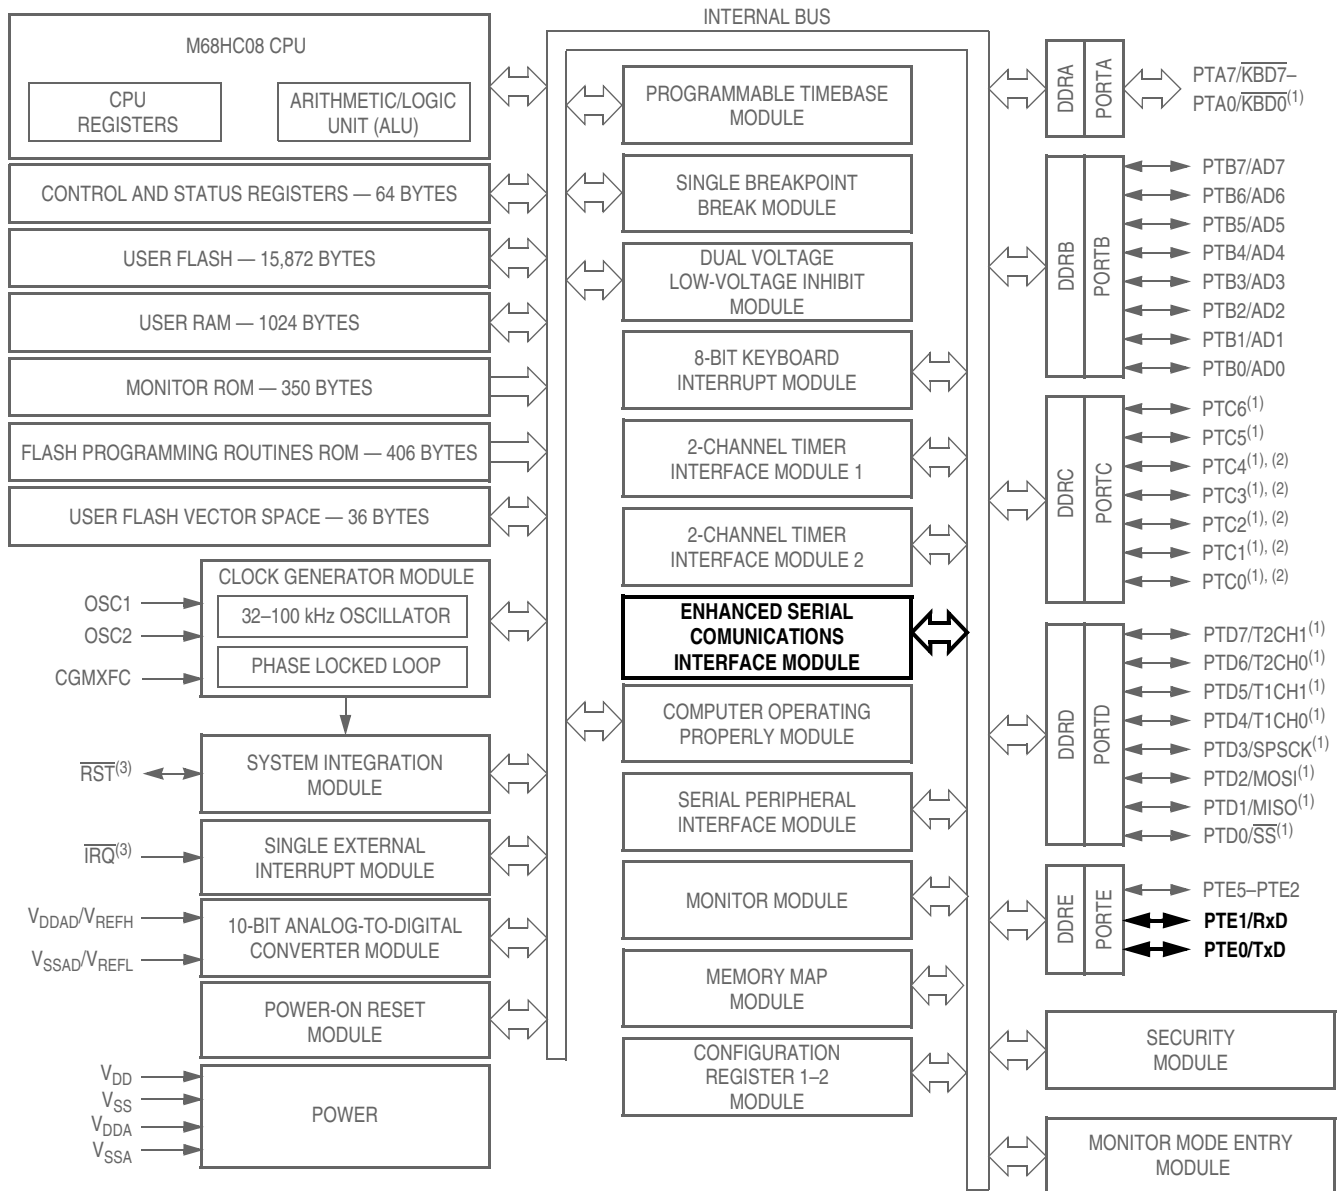 INTERNAL BUS
M68HC08 CPU
CPU
REGISTERS
ARITHMETIC/LOGIC
UNIT (ALU)
CONTROL AND STATUS REGISTERS — 64 BYTES
USER FLASH — 15,872 BYTES
USER RAM — 1024 BYTES
MONITOR ROM — 350 BYTES
FLASH PROGRAMMING ROUTINES ROM — 406 BYTES
USER FLASH VECTOR SPACE — 36 BYTES
CLOCK GENERATOR MODULE
32–100 kHz OSCILLATOR
PHASE LOCKED LOOP
OSC1
OSC2
CGMXFC
SYSTEM INTEGRATION
MODULE
RST(3)
SINGLE EXTERNAL
INTERRUPT MODULE
IRQ(3)
10-BIT ANALOG-TO-DIGITAL
CONVERTER MODULE
VDDAD/VREFH
VSSAD/VREFL
POWER-ON RESET
MODULE
POWER
VDD
VSS
VDDA
VSSA
PROGRAMMABLE TIMEBASE
MODULE
SINGLE BREAKPOINT
BREAK MODULE
DUAL VOLTAGE
LOW-VOLTAGE INHIBIT
MODULE
8-BIT KEYBOARD
INTERRUPT MODULE
2-CHANNEL TIMER
INTERFACE MODULE 1
2-CHANNEL TIMER
INTERFACE MODULE 2
ENHANCED SERIAL
COMUNICATIONS
INTERFACE MODULE
COMPUTER OPERATING
PROPERLY MODULE
SERIAL PERIPHERAL
INTERFACE MODULE
MONITOR MODULE
MEMORY MAP
MODULE
CONFIGURATION
REGISTER 1–2
MODULE
DDRA
PORTA
PTA7/KBD7–
PTA0/KBD0(1)
DDRB
PORTB
PTB7/AD7
PTB6/AD6
PTB5/AD5
PTB4/AD4
PTB3/AD3
PTB2/AD2
PTB1/AD1
PTB0/AD0
DDRC
PORTC
PTC6(1)
PTC5(1)
PTC4(1), (2)
PTC3(1), (2)
PTC2(1), (2)
PTC1(1), (2)
PTC0(1), (2)
DDRD
PORTD
PTD7/T2CH1(1)
PTD6/T2CH0(1)
PTD5/T1CH1(1)
PTD4/T1CH0(1)
PTD3/SPSCK(1)
PTD2/MOSI(1)
PTD1/MISO(1)
PTD0/SS(1)
DDRE
PORTE
PTE5–PTE2
PTE1/RxD
PTE0/TxD
SECURITY
MODULE
MONITOR MODE ENTRY
MODULE